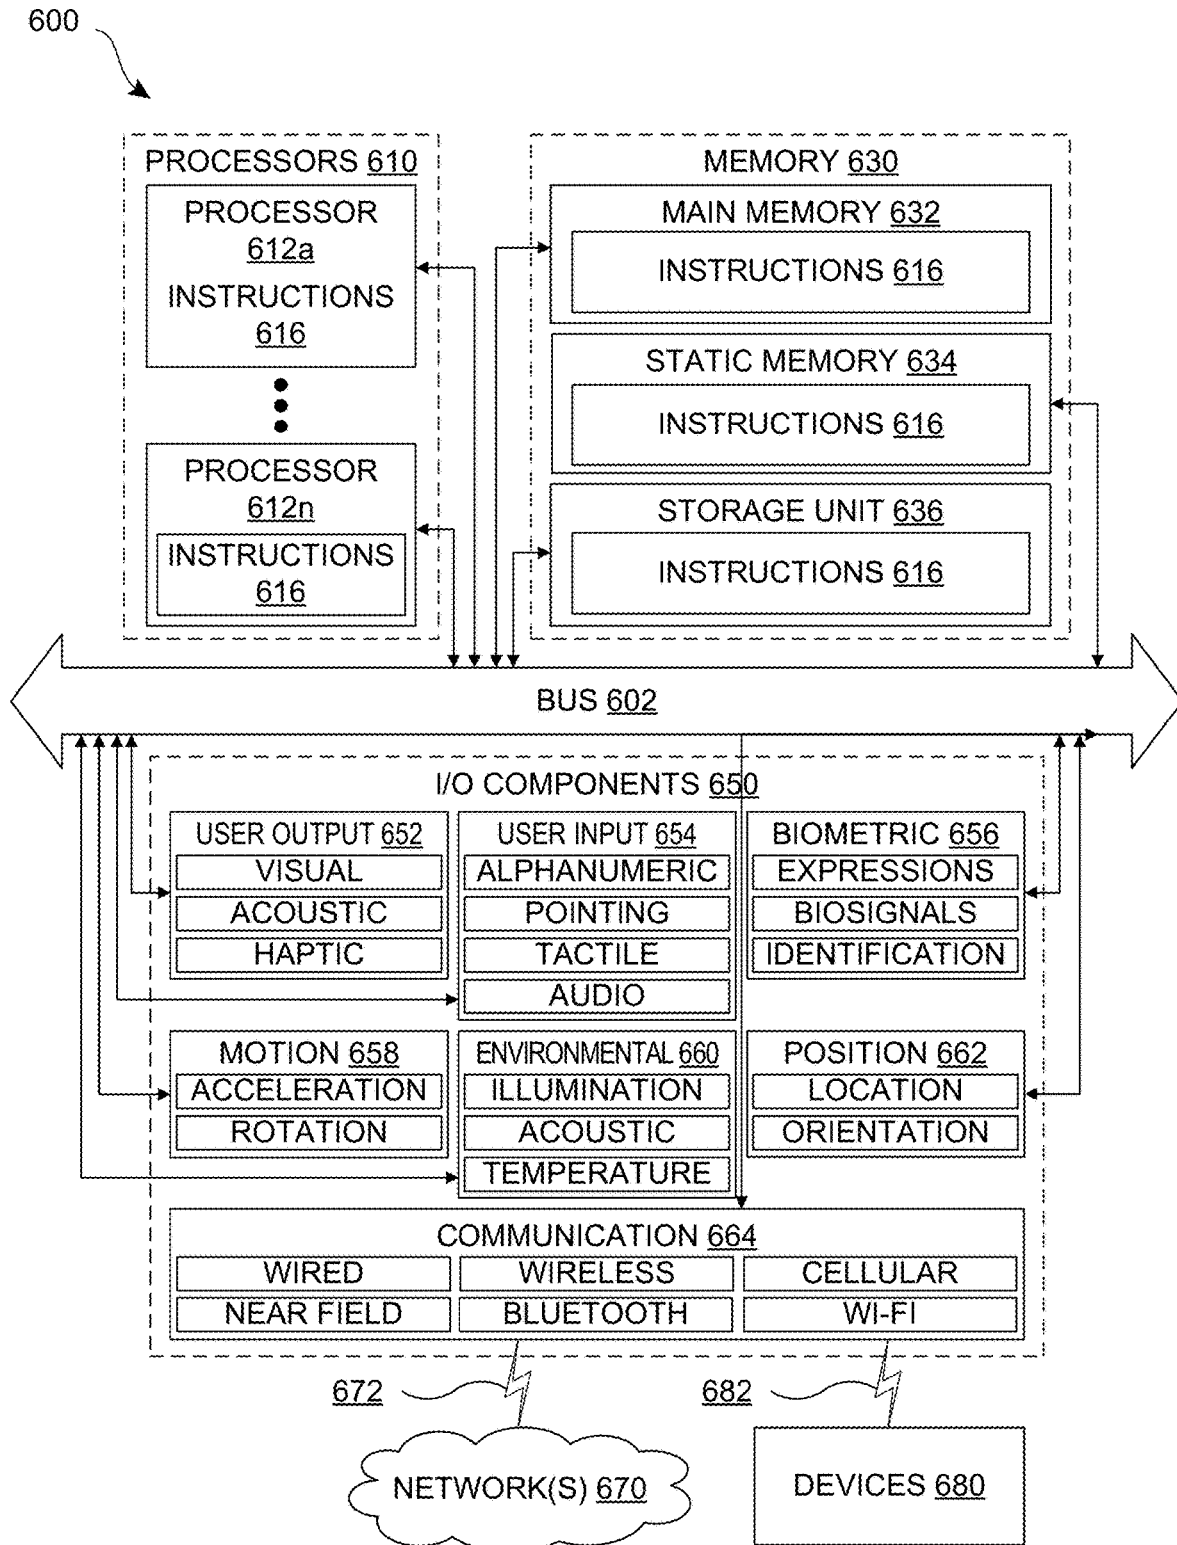 600
PROCESSORS 610
PROCESSOR
612a
INSTRUCTIONS
616
PROCESSOR
612n
INSTRUCTIONS
616
MEMORY 630
MAIN MEMORY 632
INSTRUCTIONS 616
STATIC MEMORY 634
INSTRUCTIONS 616
STORAGE UNIT 636
INSTRUCTIONS 616
BUS 602
I/O COMPONENTS 650
USER OUTPUT 652
VISUAL
ACOUSTIC
HAPTIC
USER INPUT 654
ALPHANUMERIC
POINTING
TACTILE
AUDIO
BIOMETRIC 656
EXPRESSIONS
BIOSIGNALS
IDENTIFICATION
MOTION 658
ACCELERATION
ROTATION
ENVIRONMENTAL 660
ILLUMINATION
ACOUSTIC
TEMPERATURE
POSITION 662
LOCATION
ORIENTATION
COMMUNICATION 664
WIRED
WIRELESS
CELLULAR
NEAR FIELD
BLUETOOTH
WI-FI
672
682
NETWORK(S) 670
DEVICES 680